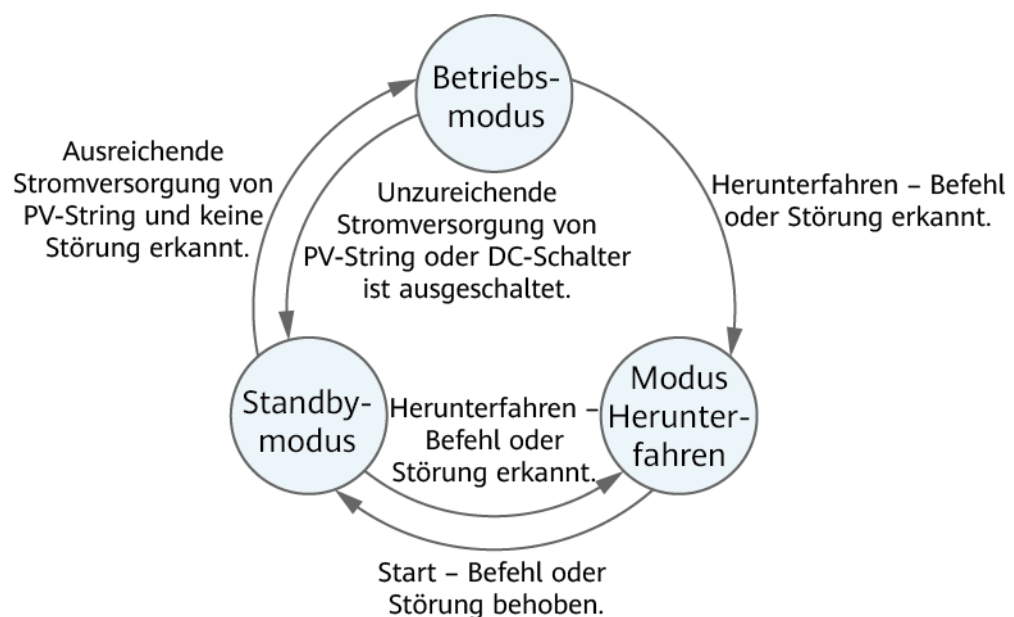 Betriebs-
modus
Ausreichende
Stromversorgung von
PV-String und keine
Störung erkannt.
Unzureichende
Stromversorgung von
PV-String oder DC-Schalter
ist ausgeschaltet.
Herunterfahren – Befehl
oder Störung erkannt.
Standby-
modus
Herunterfahren –
Befehl oder
Störung erkannt.
Modus
Herunter-
fahren
Start – Befehl oder
Störung behoben.